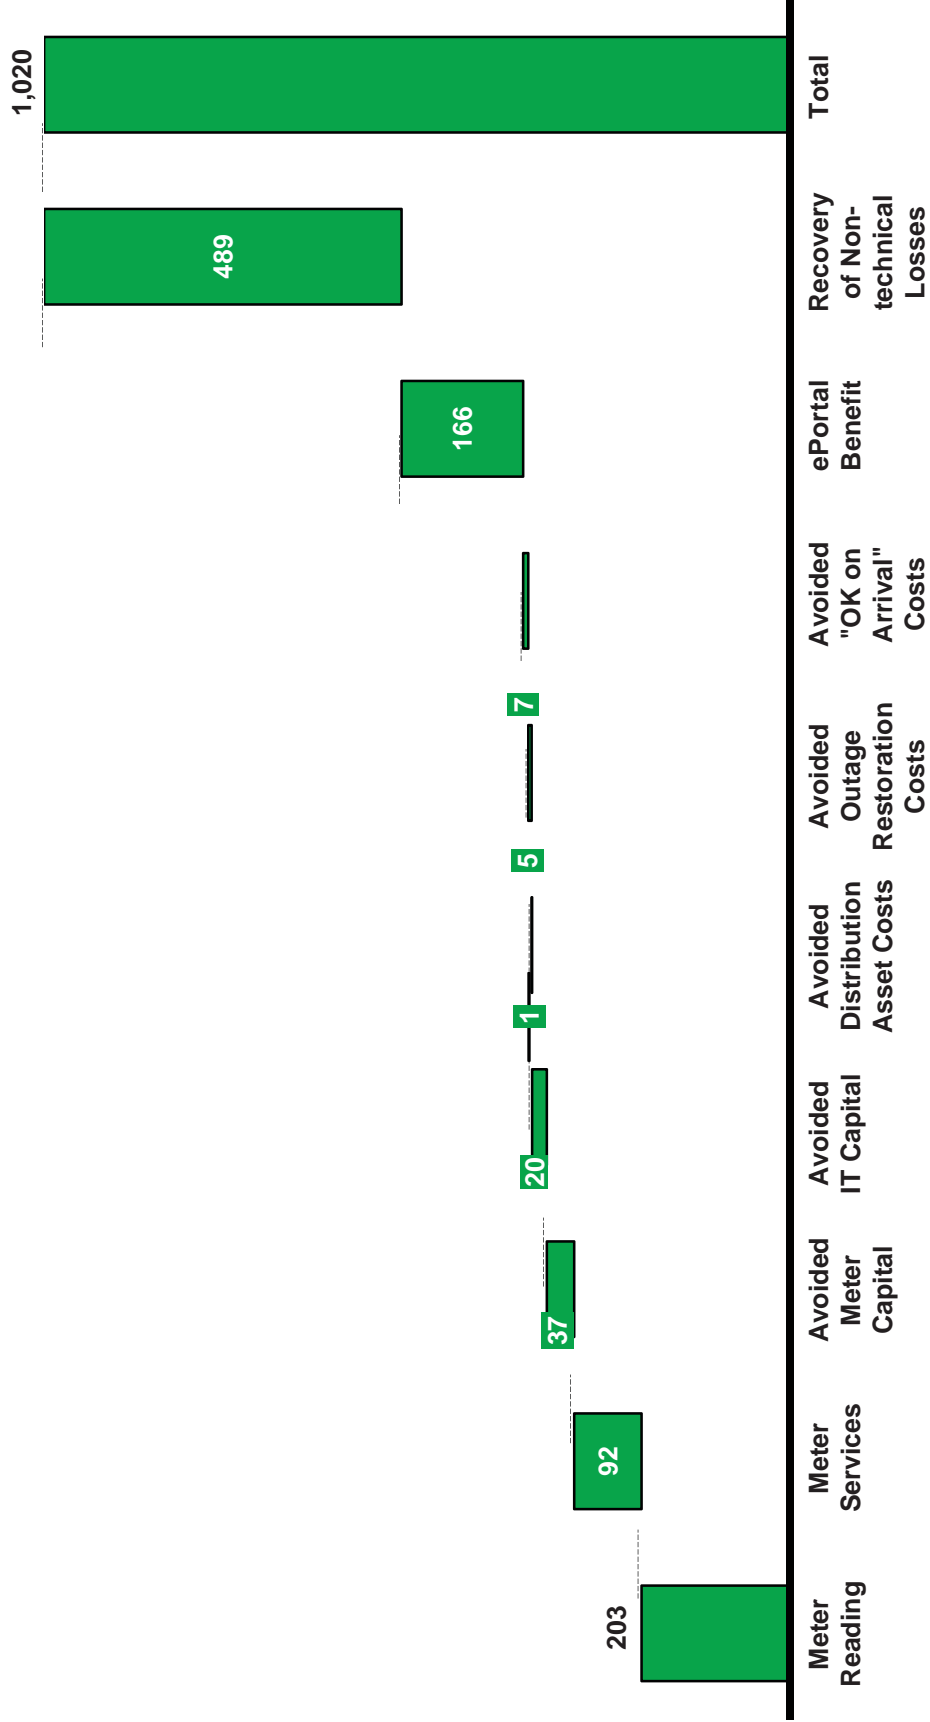 203
92
37
20
1
5
7
166
489
1,020
Meter
Reading
Meter
Services
Avoided
Meter
Capital
Avoided
IT Capital
Avoided
Distribution
Asset Costs
Avoided
Outage
Restoration
Costs
Avoided
"OK on
Arrival"
Costs
ePortal
Benefit
Recovery
of Non-
technical
Losses
Total